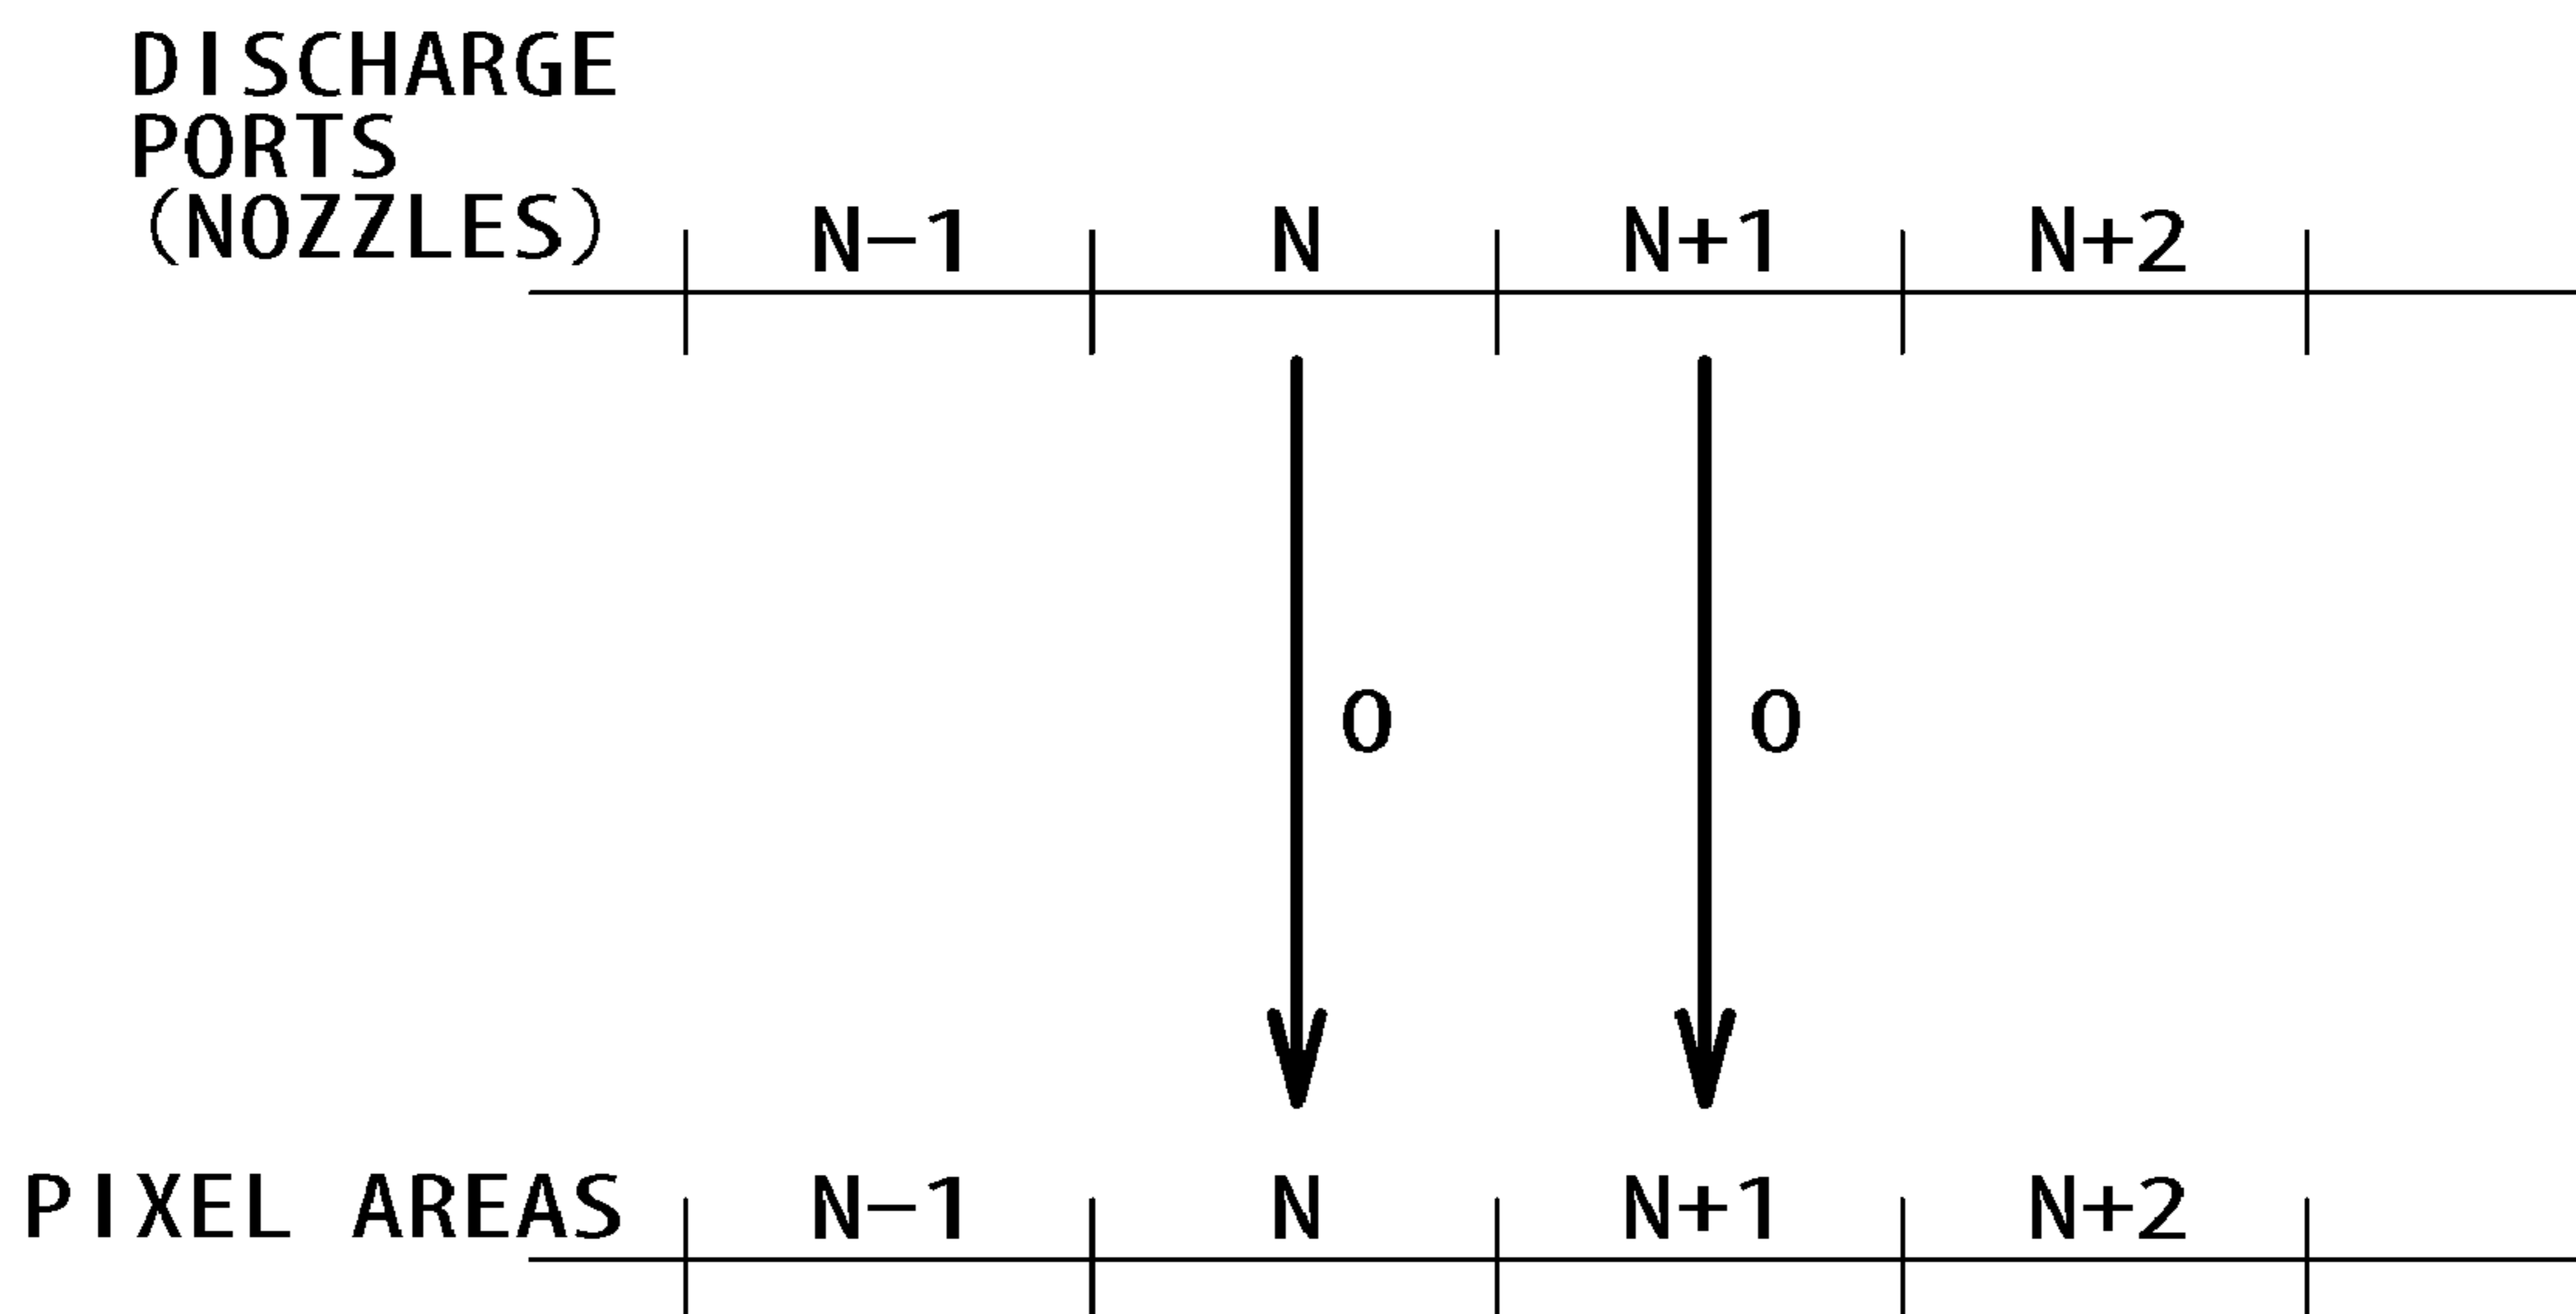 DISCHARGE
PORTS
(NOZZLES)
N-1 N N+1 N+2
0 0
PIXEL AREAS N-1 N N+1 N+2